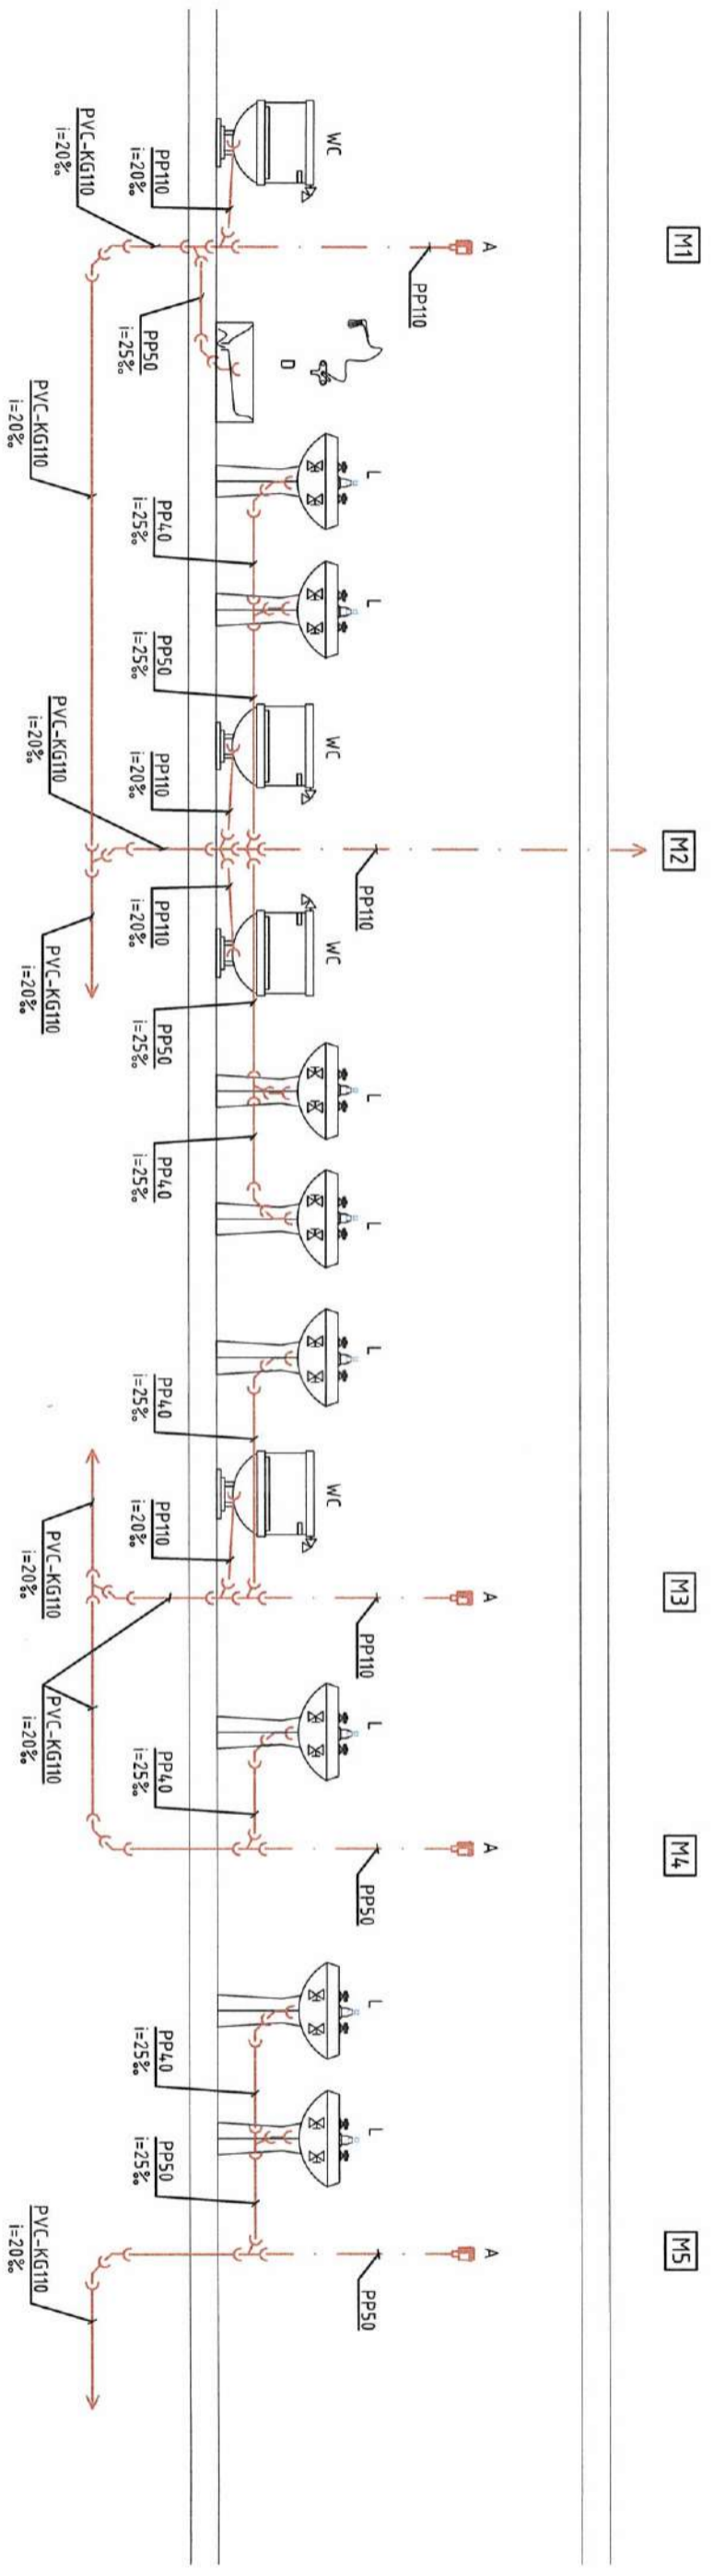 M1
M2
M3
M4
M5
A
A
A
A
PP110
PP110
PP110
PP50
PP50
WC
D
L
L
WC
WC
L
L
L
WC
L
L
L
PP110
i=20‰
PP50
i=25‰
PP40
i=25‰
PP50
i=25‰
PP110
i=20‰
PP110
i=20‰
PP50
i=25‰
PP40
i=25‰
PP40
i=25‰
PP110
i=20‰
PP40
i=25‰
PP40
i=25‰
PP50
i=25‰
PVC-KG110
i=20‰
PVC-KG110
i=20‰
PVC-KG110
i=20‰
PVC-KG110
i=20‰
PVC-KG110
i=20‰
PVC-KG110
i=20‰
PVC-KG110
i=20‰